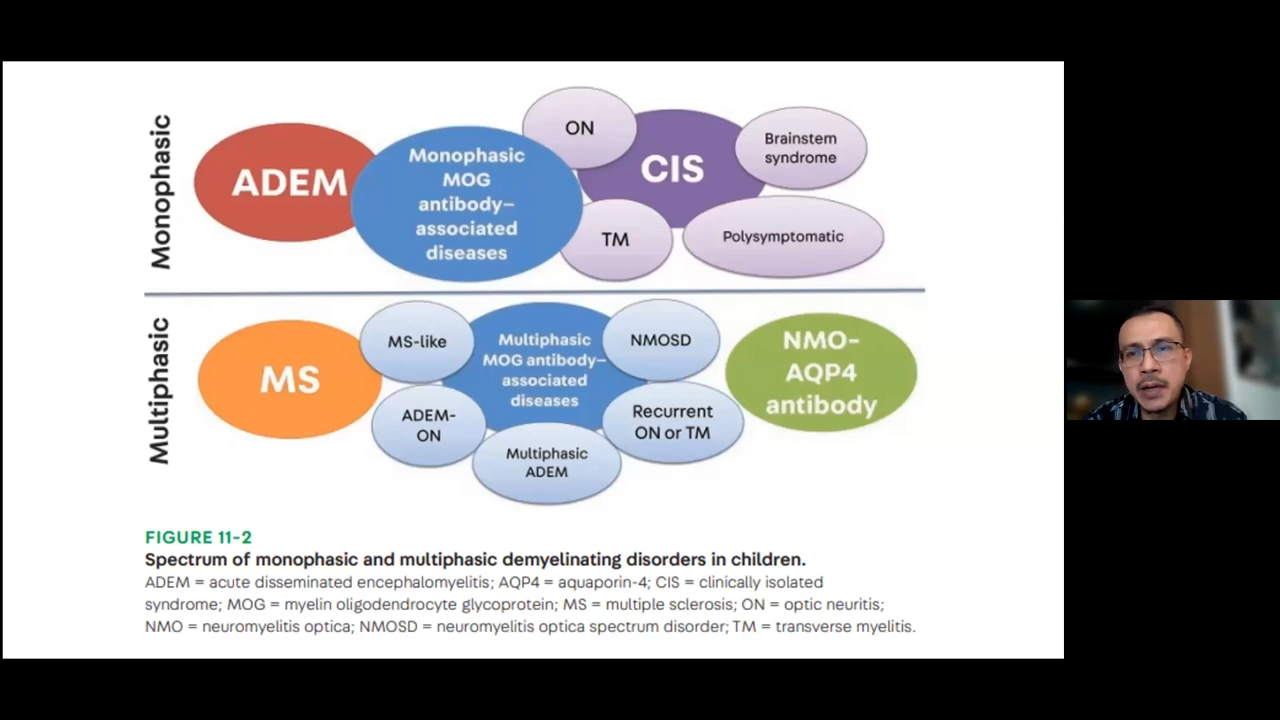 Monophasic
ADEM
Monophasic
MOG
antibody–
associated
diseases
ON
TM
CIS
Brainstem
syndrome
Polysymptomatic
Multiphasic
MS
MS-like
ADEM-
ON
Multiphasic
MOG antibody–
associated
diseases
Multiphasic
ADEM
NMOSD
Recurrent
ON or TM
NMO-
AQP4
antibody
FIGURE 11-2
Spectrum of monophasic and multiphasic demyelinating disorders in children.
ADEM = acute disseminated encephalomyelitis; AQP4 = aquaporin-4; CIS = clinically isolated
syndrome; MOG = myelin oligodendrocyte glycoprotein; MS = multiple sclerosis; ON = optic neuritis;
NMO = neuromyelitis optica; NMOSD = neuromyelitis optica spectrum disorder; TM = transverse myelitis.